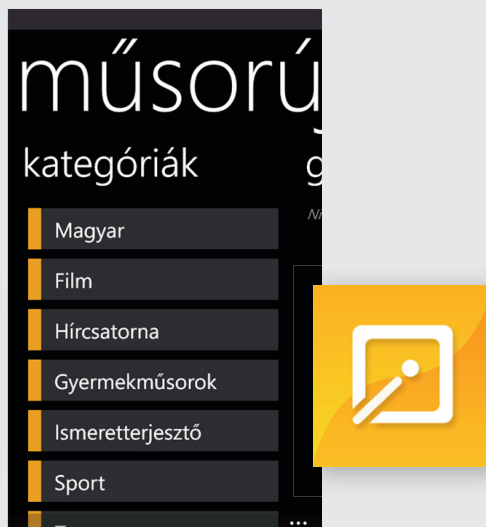 műsorú
kategóriák
Magyar
Film
Hírcsatorna
Gyermekműsorok
Ismeretterjesztő
Sport